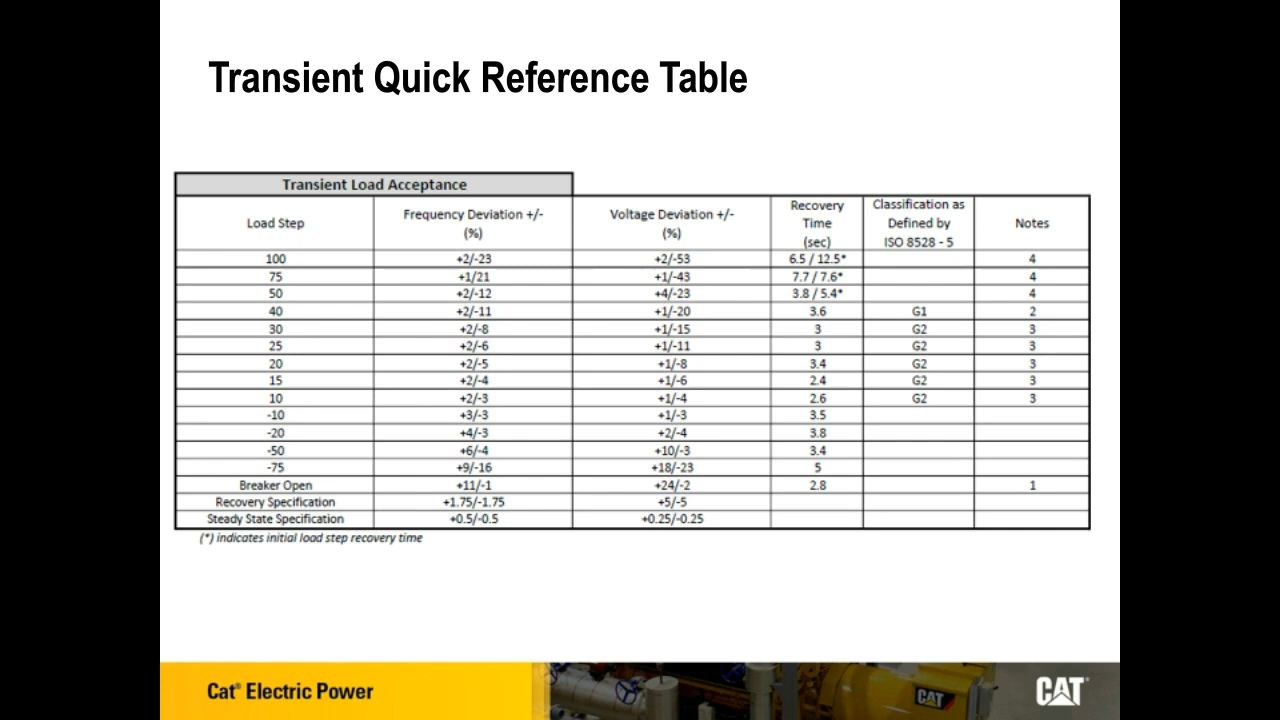 Transient Quick Reference Table
Transient Load Acceptance
Load Step Frequency Deviation +/- (%) Voltage Deviation +/- (%) Recovery Time (sec) Classification as Defined by ISO 8528 - 5 Notes
100 +2/-23 +2/-53 6.5 / 12.5* 4
75 +1/21 +1/-43 7.7 / 7.6* 4
50 +2/-12 +4/-23 3.8 / 5.4* 4
40 +2/-11 +1/-20 3.6 G1 2
30 +2/-8 +1/-15 3 G2 3
25 +2/-6 +1/-11 3 G2 3
20 +2/-5 +1/-8 3.4 G2 3
15 +2/-4 +1/-6 2.4 G2 3
10 +2/-3 +1/-4 2.6 G2 3
-10 +3/-3 +1/-3 3.5
-20 +4/-3 +2/-4 3.8
-50 +6/-4 +10/-3 3.4
-75 +9/-16 +18/-23 5
Breaker Open +11/-1 +24/-2 2.8 1
Recovery Specification +1.75/-1.75 +5/-5
Steady State Specification +0.5/-0.5 +0.25/-0.25
(*) indicates initial load step recovery time
Cat® Electric Power
CAT
CAT